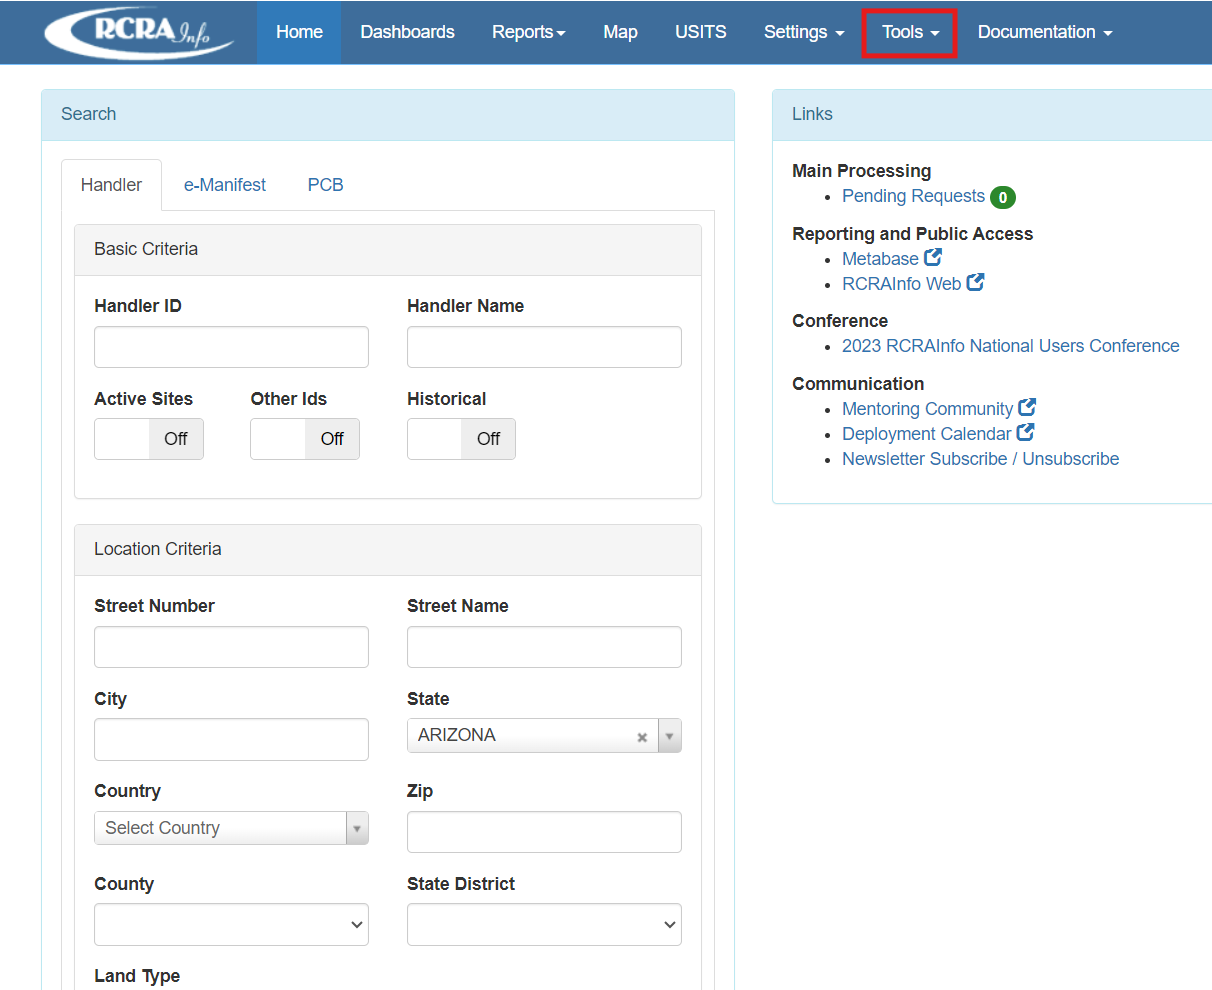 RCRAInfo Home Dashboards Reports Map USITS Settings Tools Documentation
Search
Handler e-Manifest PCB
Basic Criteria
Handler ID Handler Name
Active Sites Other Ids Historical
Off Off Off
Location Criteria
Street Number Street Name
City State
ARIZONA
Country Zip
Select Country
County State District
Land Type
Links
Main Processing
Pending Requests 0
Reporting and Public Access
Metabase
RCRAInfo Web
Conference
2023 RCRAInfo National Users Conference
Communication
Mentoring Community
Deployment Calendar
Newsletter Subscribe / Unsubscribe